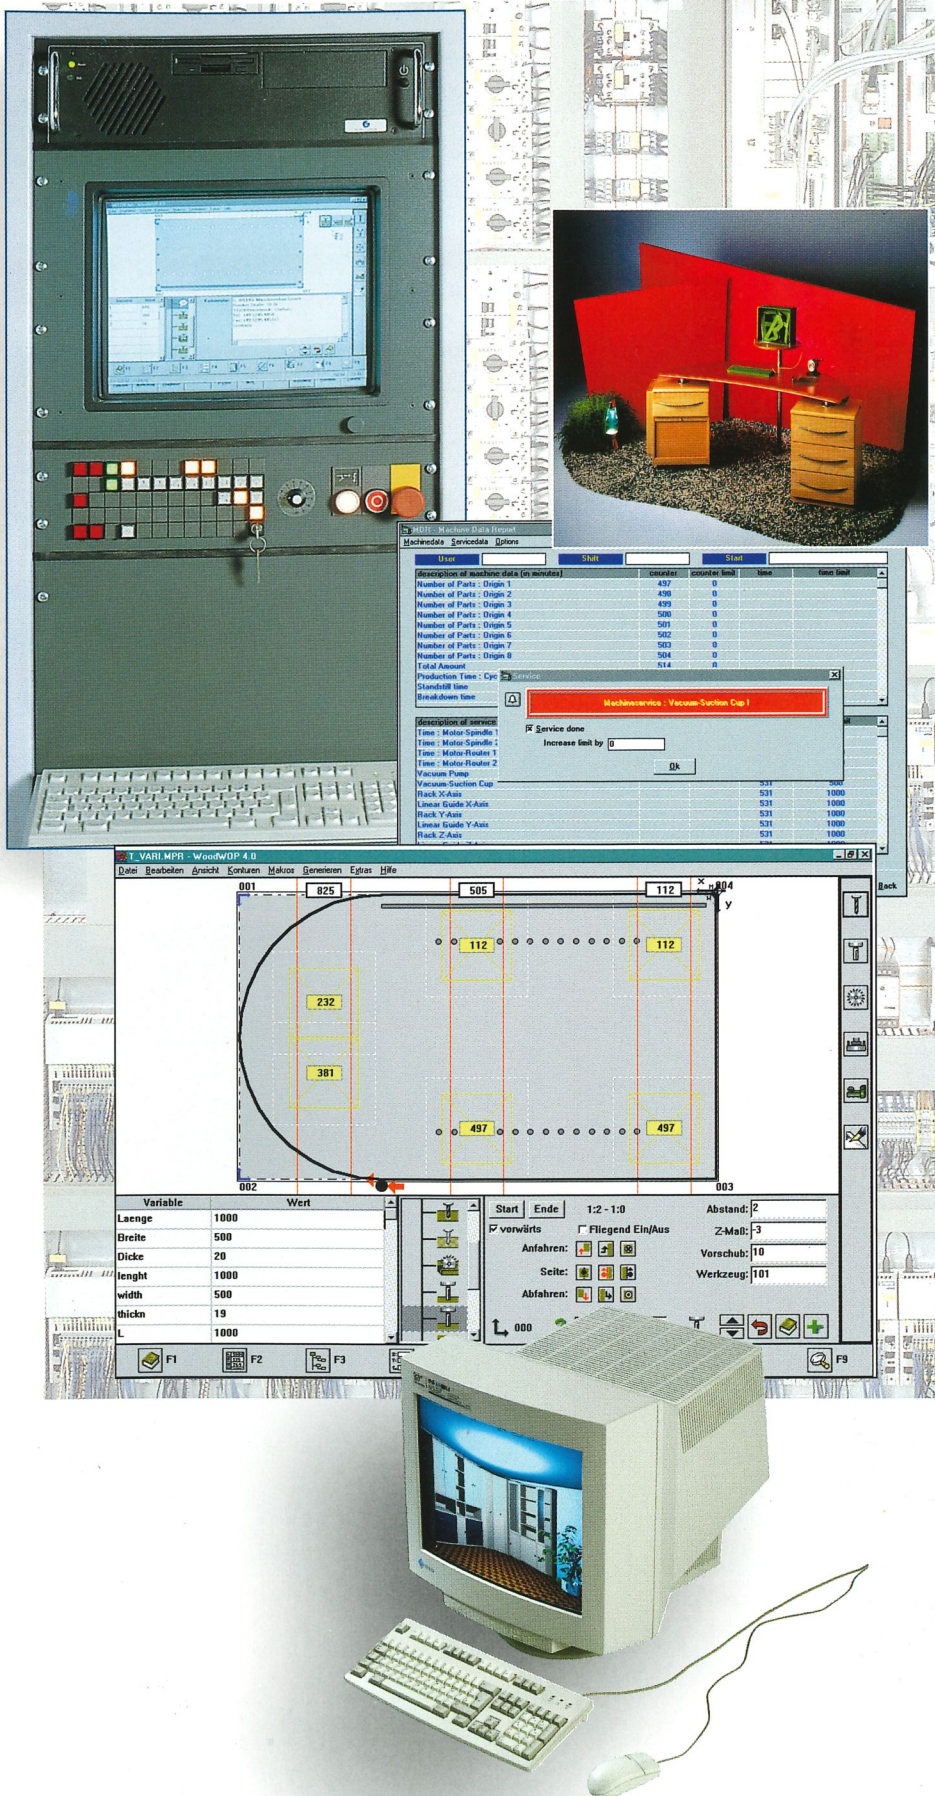 MDR - Machine Data Report
Machinedata Servicedata Options
User Shift Start
description of machine data (in minutes) counter counter limit time time limit
Number of Parts : Origin 1 497 0
Number of Parts : Origin 2 498 0
Number of Parts : Origin 3 499 0
Number of Parts : Origin 4 500 0
Number of Parts : Origin 5 501 0
Number of Parts : Origin 6 502 0
Number of Parts : Origin 7 503 0
Number of Parts : Origin 8 504 0
Total Amount 514 0
Production Time : Cyc
Standstill time
Breakdown time
Service
Machineservice : Vacuum-Suction Cup !
Service done
Increase limit by 0
Ok
description of service
Time : Motor-Spindle 1
Time : Motor-Spindle 2
Time : Motor-Router 1
Time : Motor-Router 2
Vacuum Pump
Vacuum-Suction Cup 531 500
Rack X-Axis 531 1000
Linear Guide X-Axis 531 1000
Rack Y-Axis 531 1000
Linear Guide Y-Axis 531 1000
Rack Z-Axis 531 1000
Back
T_VARI.MPR - WoodWOP 4.0
Datei Bearbeiten Ansicht Konturen Makros Generieren Extras Hilfe
001 825 505 112 X 004
Y
112 112
232
381
497 497
002 003
Variable Wert
Laenge 1000
Breite 500
Dicke 20
lenght 1000
width 500
thickn 19
L 1000
Start Ende 1:2 - 1:0 Abstand: 2
vorwärts Fliegend Ein/Aus Z-Maß: -3
Anfahren: Vorschub: 10
Seite: Werkzeug: 101
Abfahren:
000
F1 F2 F3 F9